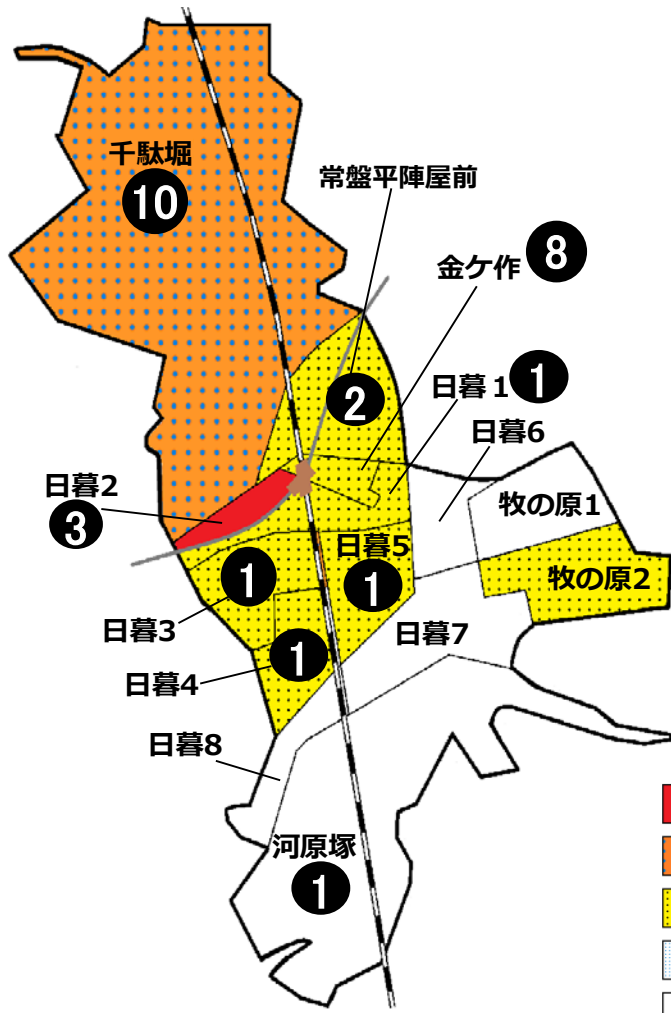 千駄堀
10
常盤平陣屋前
金ケ作
8
2
日暮1
1
日暮6
日暮2
3
牧の原1
日暮5
1
牧の原2
1
日暮3
日暮7
1
日暮4
日暮8
河原塚
1